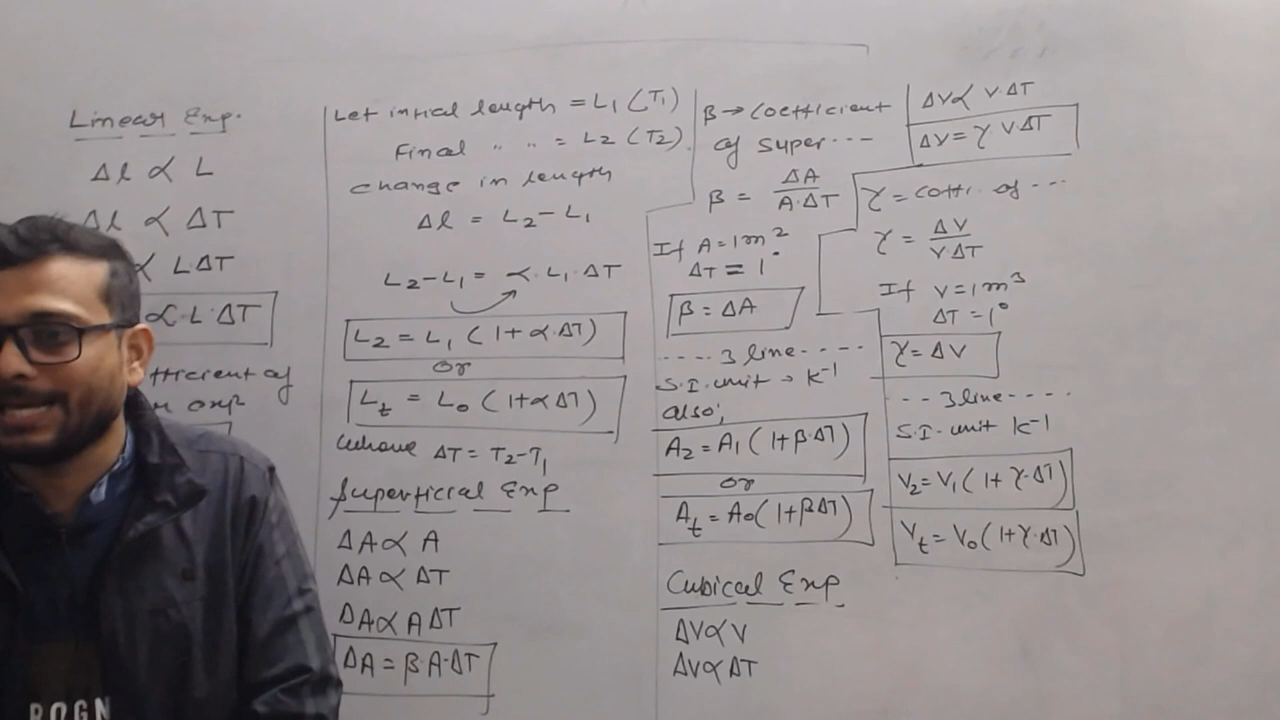 Linear Exp.
Δl ∝ L
Δl ∝ ΔT
∝ LΔT
∝·L·ΔT
fficient of
exp
Let initial length = L₁ (T₁)
Final " " = L₂ (T₂)
change in length
Δl = L₂-L₁
L₂-L₁ = ∝·L₁·ΔT
L₂ = L₁ (1+∝·ΔT)
or
Lₜ = L₀ (1+∝ΔT)
where ΔT = T₂-T₁
Superficial Exp
ΔA ∝ A
ΔA ∝ ΔT
ΔA ∝ A ΔT
ΔA = β·A·ΔT
β → Coefficient
of super---
β = ΔA / A·ΔT
If A = 1m²
ΔT = 1°
β = ΔA
---- 3 line ----
S.I. unit → K⁻¹
also,
A₂ = A₁ (1+β·ΔT)
or
Aₜ = A₀ (1+βΔT)
Cubical Exp
ΔV ∝ V
ΔV ∝ ΔT
ΔV ∝ V·ΔT
ΔV = γ V·ΔT
γ = coffi. of ---
γ = ΔV / V·ΔT
If V = 1m³
ΔT = 1°
γ = ΔV
--- 3 line ----
S.I. unit K⁻¹
V₂ = V₁ (1+γ·ΔT)
Vₜ = V₀ (1+γ·ΔT)
ROGN